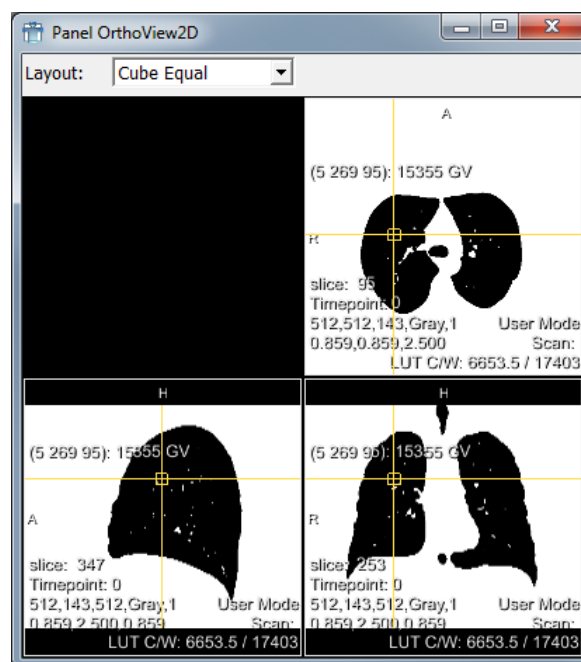 Panel OrthoView2D
Layout: Cube Equal
A
(5 269 95): 15355 GV
R
slice: 95
Timepoint: 0
512,512,143,Gray,1 User Mode
0.859,0.859,2.500 Scan:
LUT C/W: 6653.5 / 17403
H
(5 269 95): 15355 GV
A
slice: 347
Timepoint: 0
512,143,512,Gray,1 User Mode
0.859,2.500,0.859 Scan:
LUT C/W: 6653.5 / 17403
H
(5 269 95): 15355 GV
R
slice: 253
Timepoint: 0
512,143,512,Gray,1 User Mode
0.859,2.500,0.859 Scan:
LUT C/W: 6653.5 / 17403